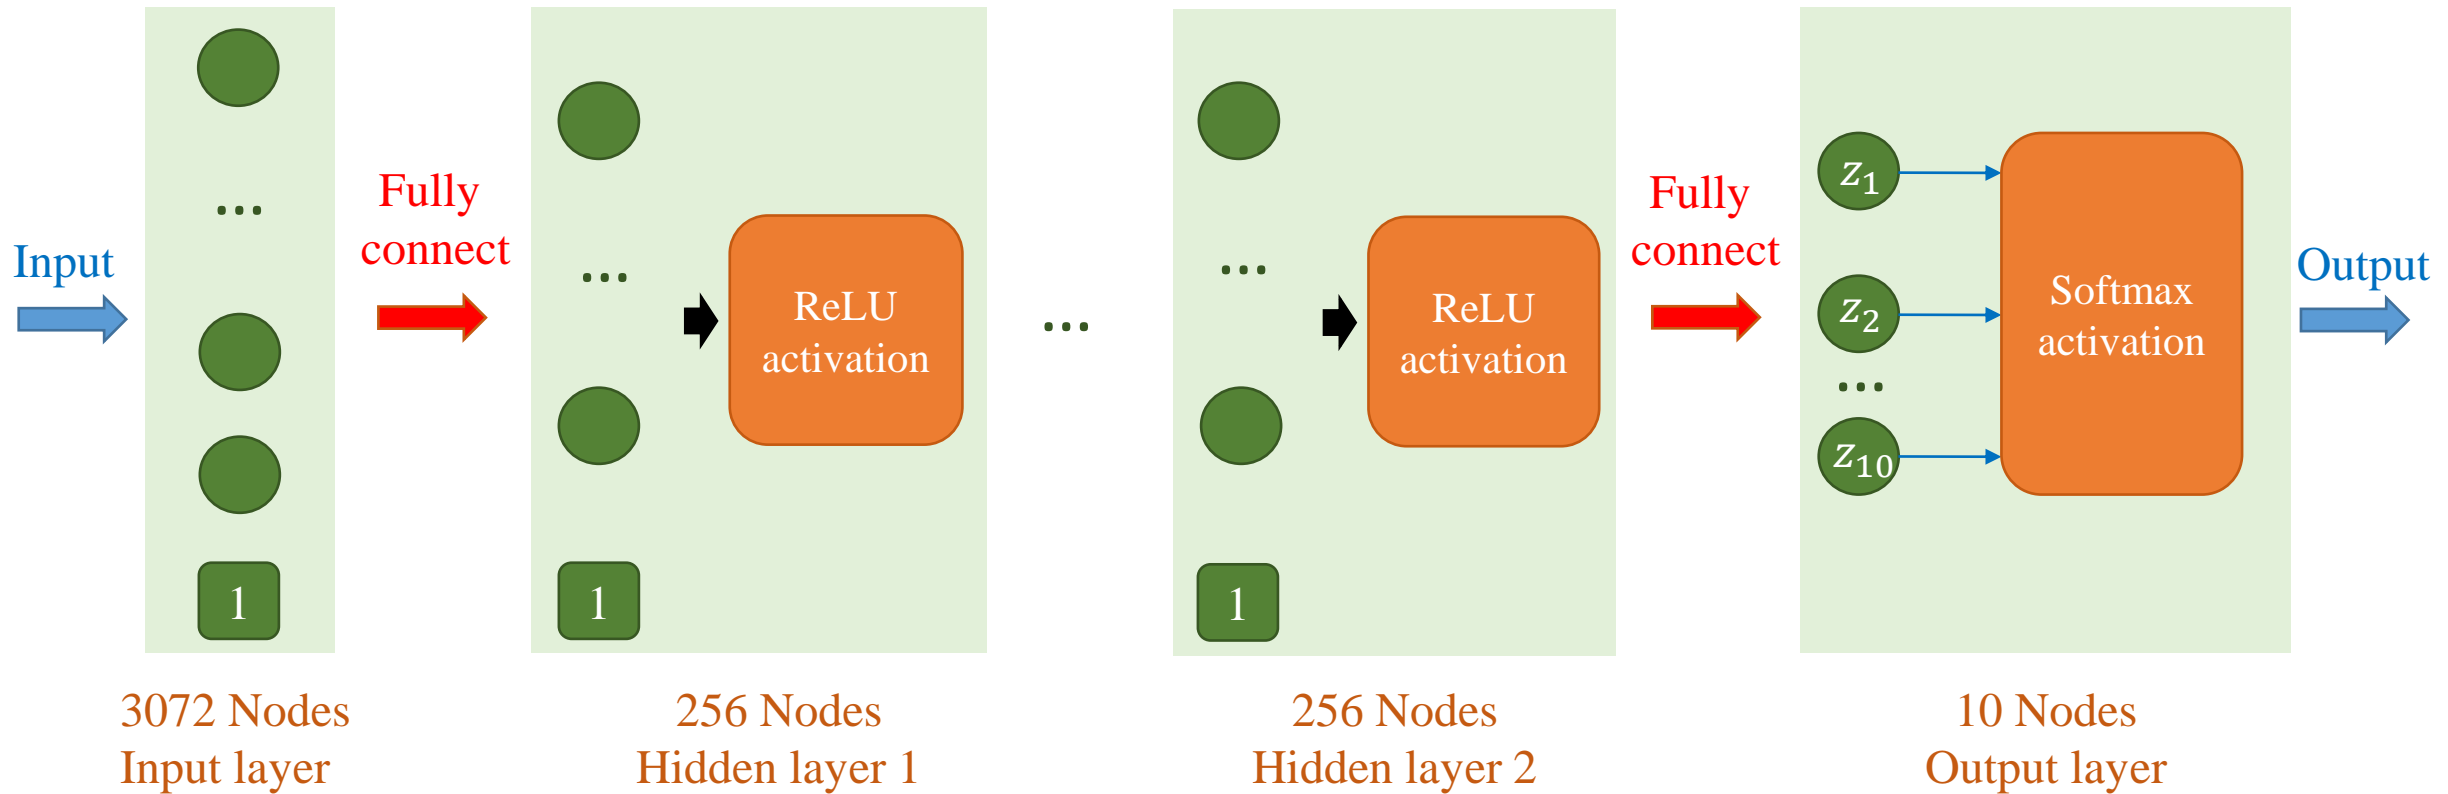 Input
...
1
3072 Nodes
Input layer
Fully
connect
...
1
ReLU
activation
256 Nodes
Hidden layer 1
...
...
1
ReLU
activation
256 Nodes
Hidden layer 2
Fully
connect
z₁
z₂
...
z₁₀
Softmax
activation
10 Nodes
Output layer
Output